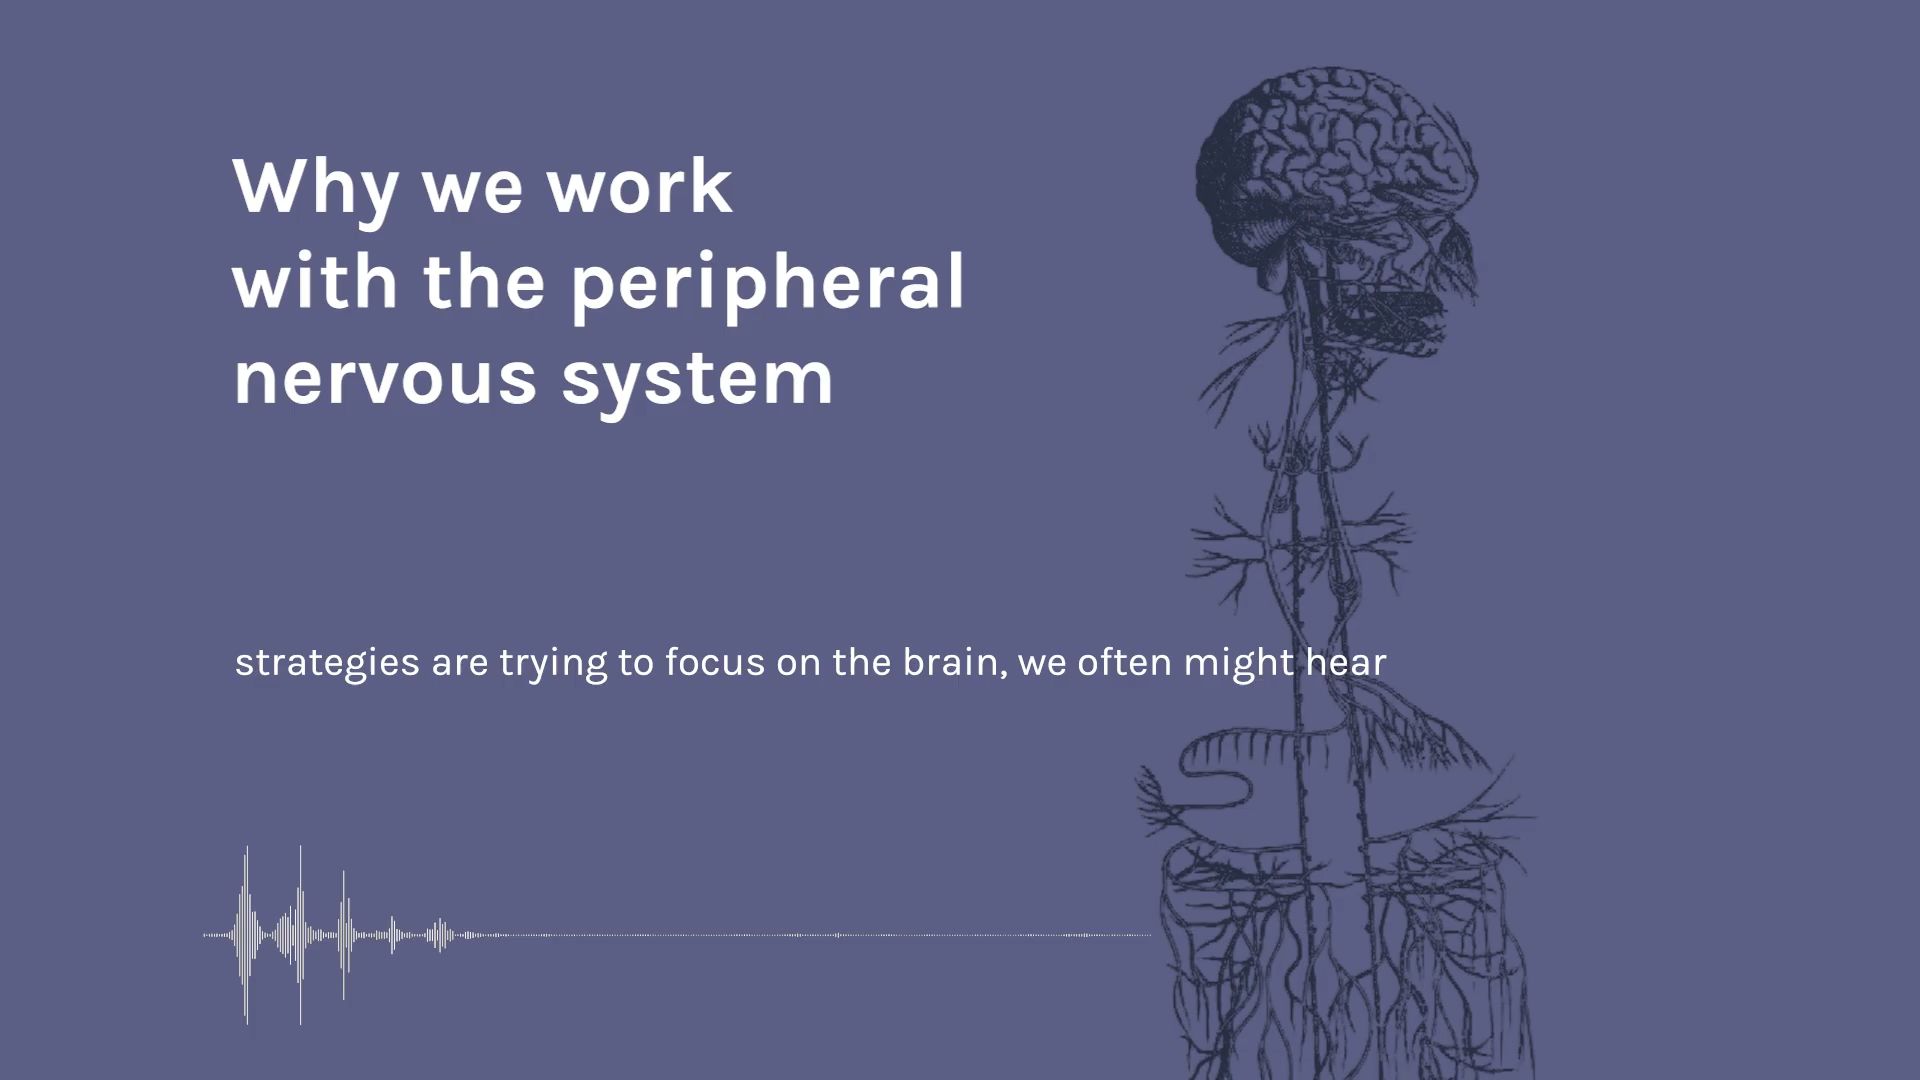 Why we work
with the peripheral
nervous system
strategies are trying to focus on the brain, we often might hear